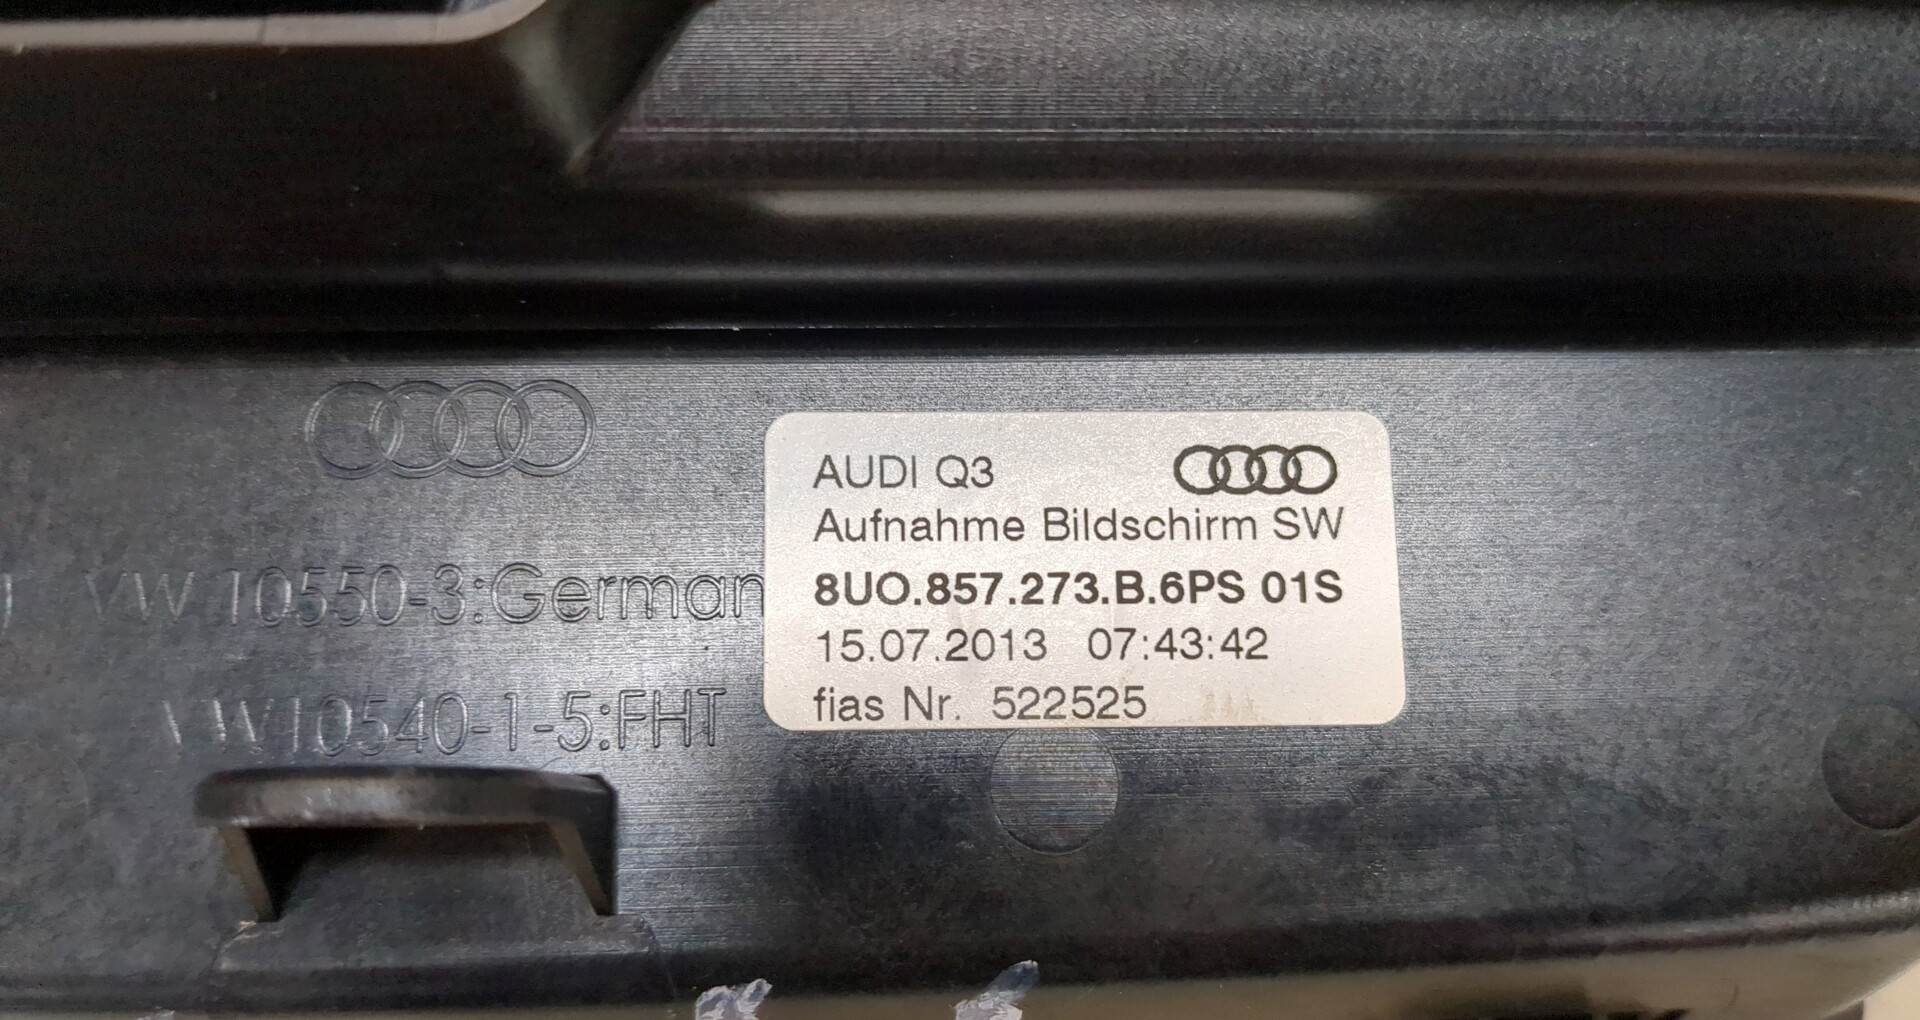 AUDI Q3
Aufnahme Bildschirm SW
8UO.857.273.B.6PS 01S
15.07.2013 07:43:42
fias Nr. 522525
VW 10550-3:German
VW10540-1-5:FHT